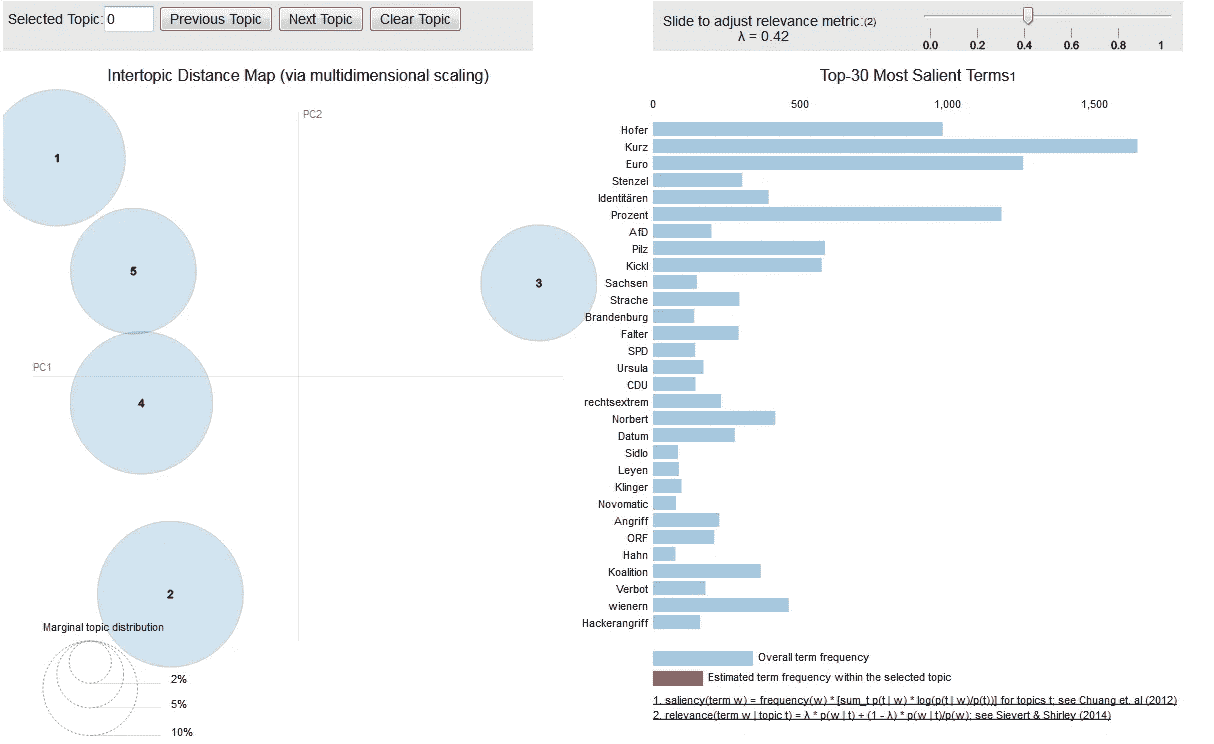 Selected Topic: 0 Previous Topic Next Topic Clear Topic
Slide to adjust relevance metric:(2)
λ = 0.42
0.0 0.2 0.4 0.6 0.8 1
Intertopic Distance Map (via multidimensional scaling)
PC2
PC1
1
5
3
4
2
Marginal topic distribution
2%
5%
10%
Top-30 Most Salient Terms1
0 500 1,000 1,500
Hofer
Kurz
Euro
Stenzel
Identitären
Prozent
AfD
Pilz
Kickl
Sachsen
Strache
Brandenburg
Falter
SPD
Ursula
CDU
rechtsextrem
Norbert
Datum
Sidlo
Leyen
Klinger
Novomatic
Angriff
ORF
Hahn
Koalition
Verbot
wienern
Hackerangriff
Overall term frequency
Estimated term frequency within the selected topic
1. saliency(term w) = frequency(w) * [sum_t p(t | w) * log(p(t | w)/p(t))] for topics t; see Chuang et. al (2012)
2. relevance(term w | topic t) = λ * p(w | t) + (1 - λ) * p(w | t)/p(w); see Sievert & Shirley (2014)